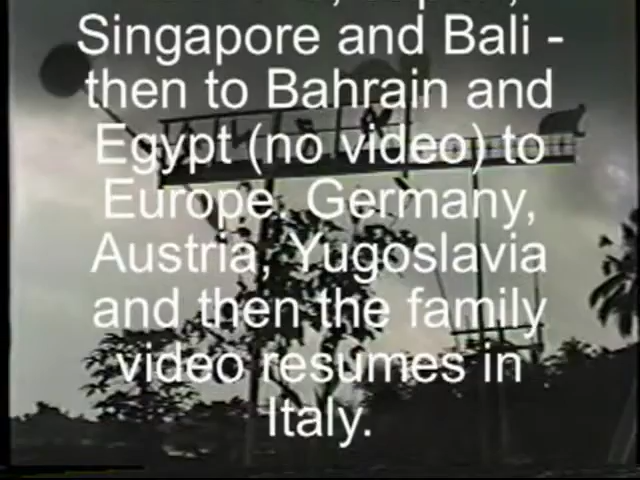 Singapore and Bali -
then to Bahrain and
Egypt (no video) to
Europe. Germany,
Austria, Yugoslavia
and then the family
video resumes in
Italy.